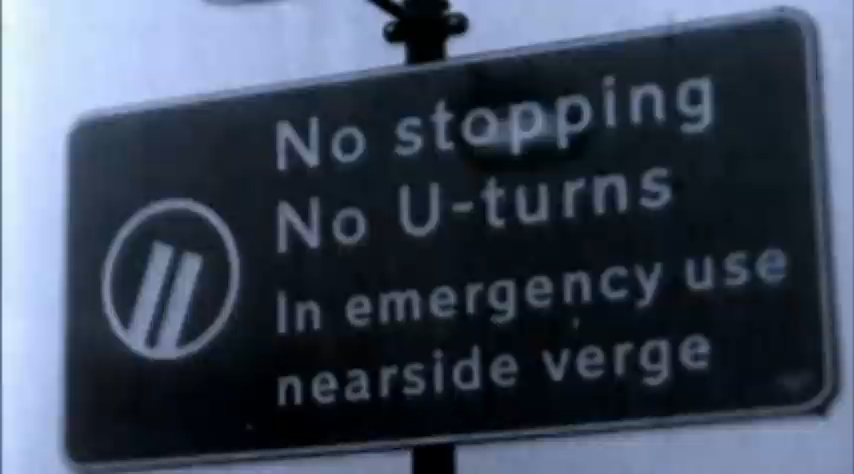 No stopping
No U-turns
In emergency use
nearside verge